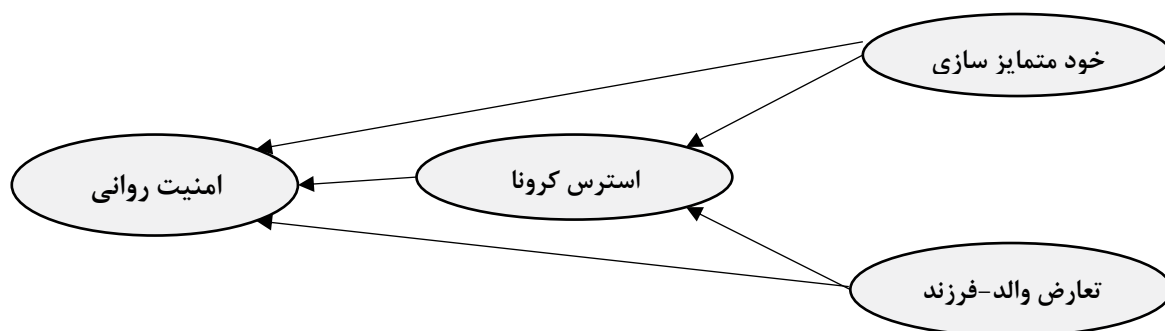 خود متمایز سازی
استرس کرونا
امنیت روانی
تعارض والد-فرزند